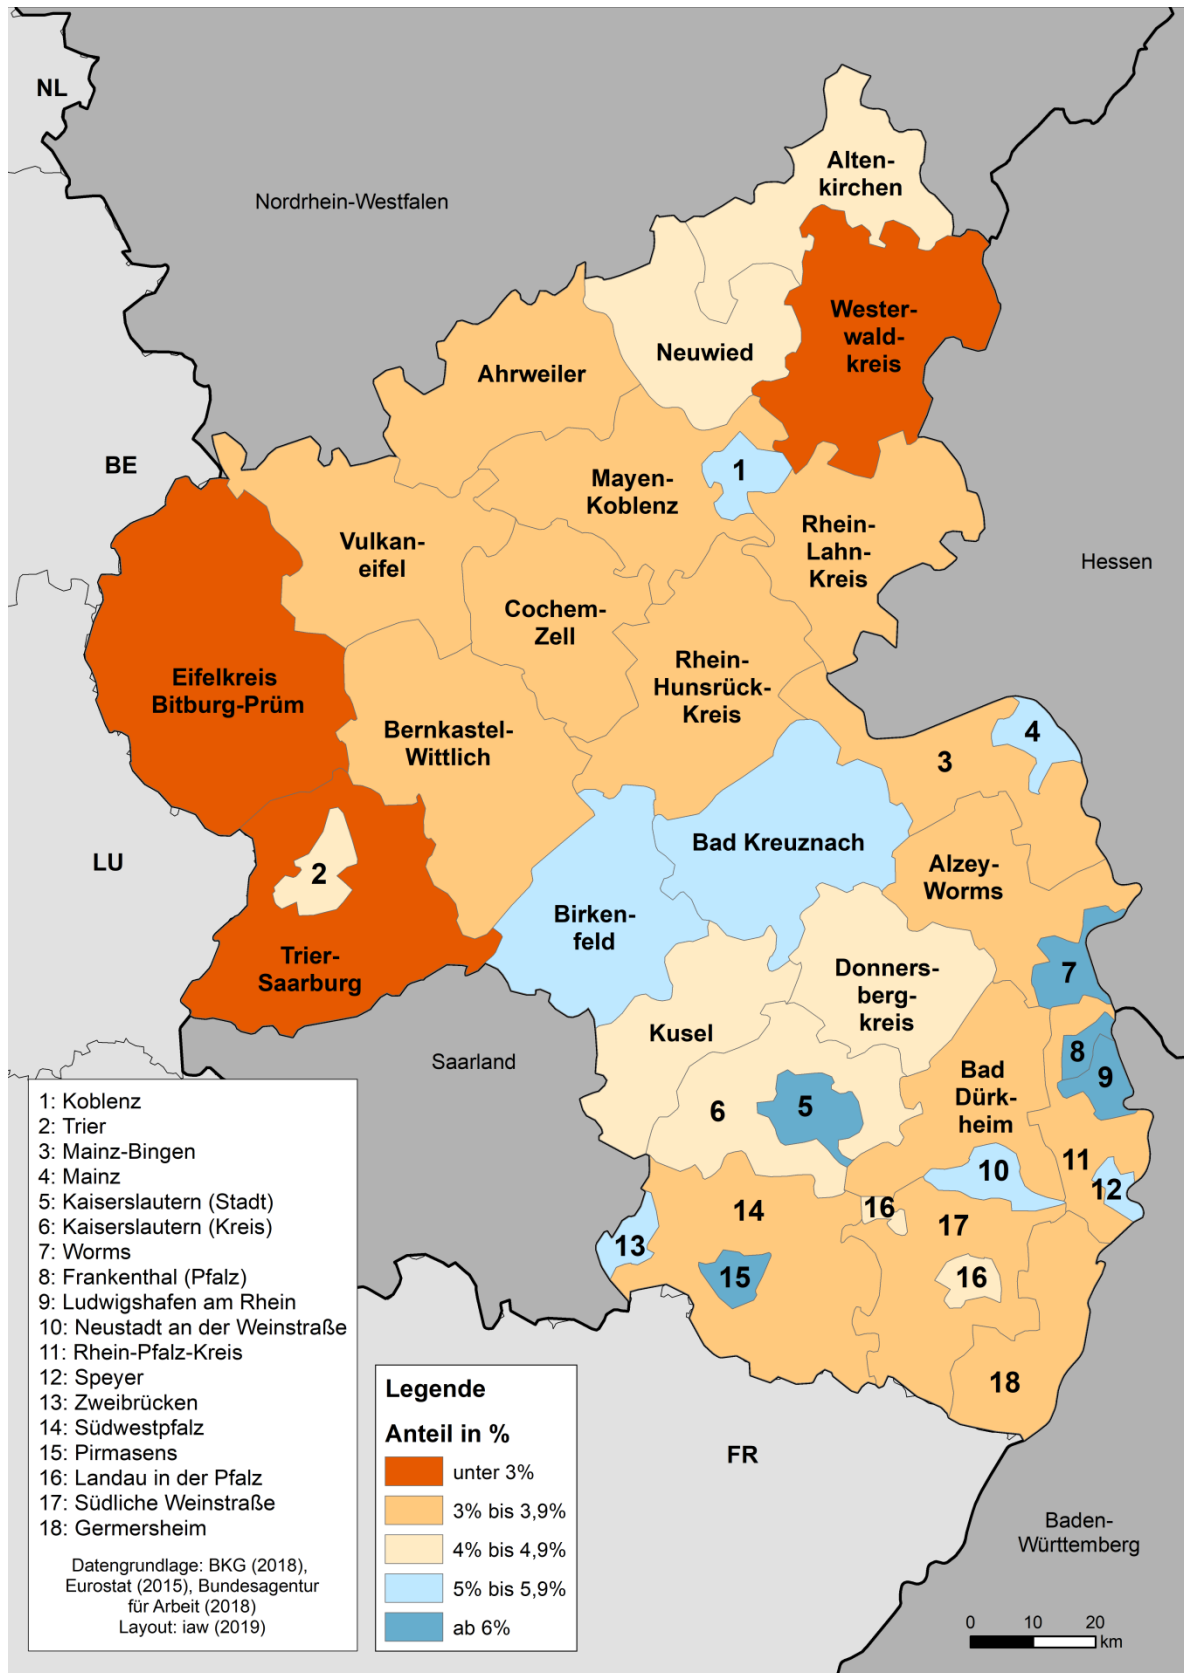 NL
Nordrhein-Westfalen
Alten-
kirchen
Wester-
wald-
kreis
Neuwied
Ahrweiler
BE
1
Mayen-
Koblenz
Rhein-
Lahn-
Kreis
Vulkan-
eifel
Hessen
Cochem-
Zell
Eifelkreis
Bitburg-Prüm
Rhein-
Hunsrück-
Kreis
Bernkastel-
Wittlich
4
3
Bad Kreuznach
LU
2
Alzey-
Worms
Birken-
feld
Trier-
Saarburg
Donners-
berg-
kreis
7
Kusel
Saarland
8
9
Bad
Dürk-
heim
5
6
11
10
12
14
16
17
13
15
16
18
1: Koblenz
2: Trier
3: Mainz-Bingen
4: Mainz
5: Kaiserslautern (Stadt)
6: Kaiserslautern (Kreis)
7: Worms
8: Frankenthal (Pfalz)
9: Ludwigshafen am Rhein
10: Neustadt an der Weinstraße
11: Rhein-Pfalz-Kreis
12: Speyer
13: Zweibrücken
14: Südwestpfalz
15: Pirmasens
16: Landau in der Pfalz
17: Südliche Weinstraße
18: Germersheim
Datengrundlage: BKG (2018),
Eurostat (2015), Bundesagentur
für Arbeit (2018)
Layout: iaw (2019)
Legende
Anteil in %
unter 3%
3% bis 3,9%
4% bis 4,9%
5% bis 5,9%
ab 6%
FR
Baden-
Württemberg
0 10 20
km